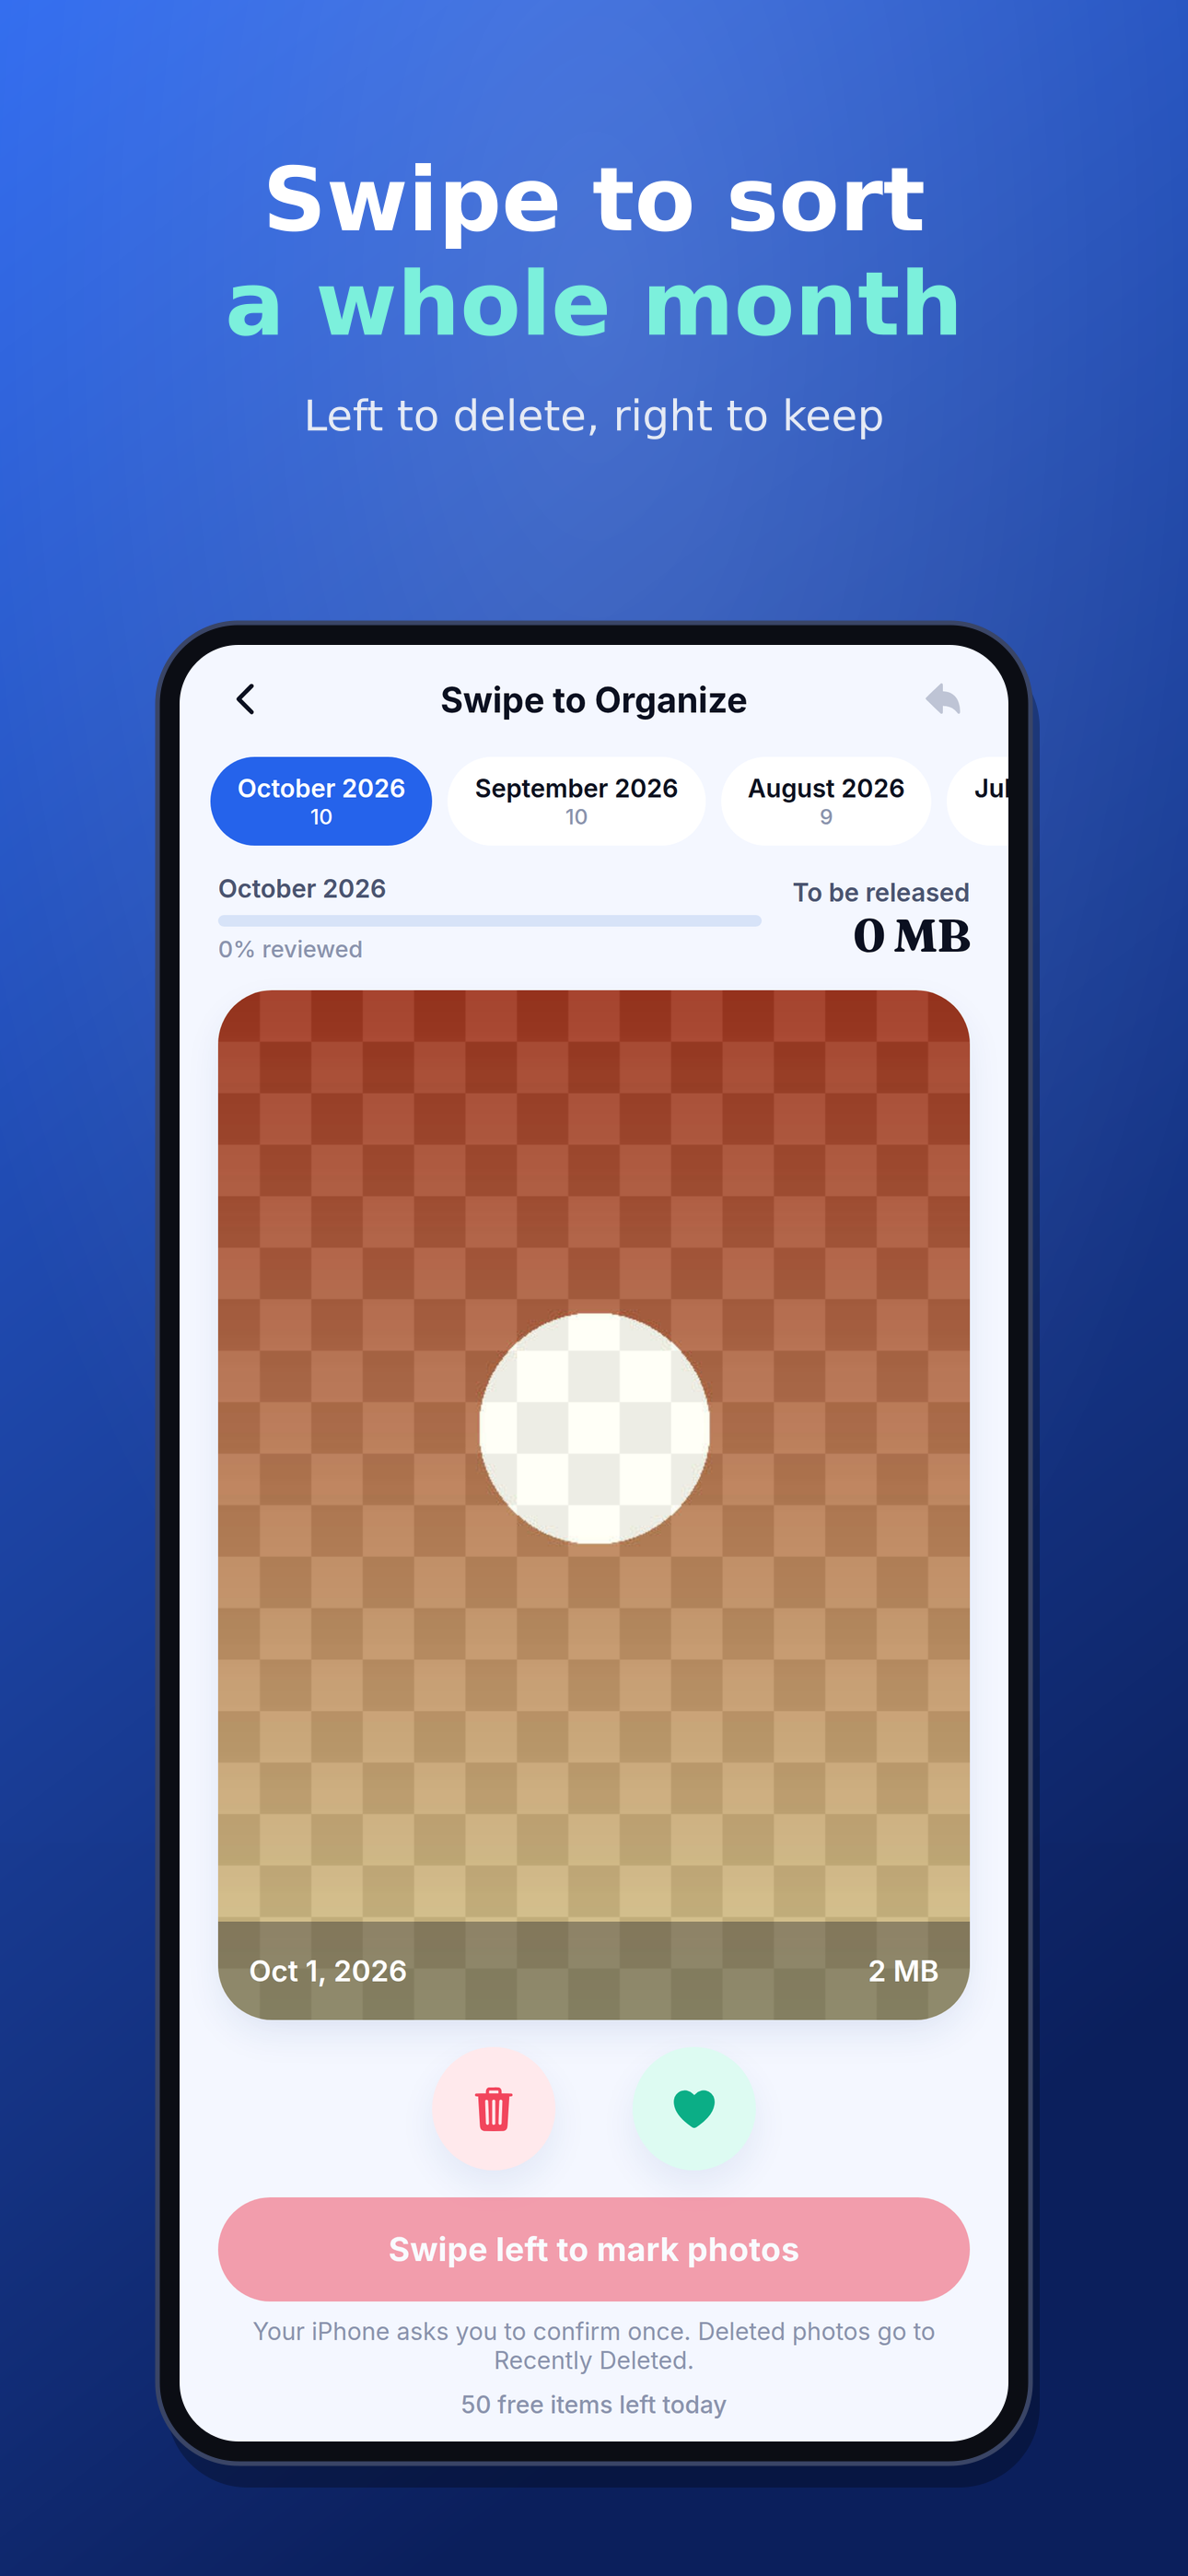 Swipe to sort
a whole month
Left to delete, right to keep
Swipe to Organize
October 2026
10
September 2026
10
August 2026
9
Jul
October 2026
0% reviewed
To be released
0 MB
Oct 1, 2026
2 MB
Swipe left to mark photos
Your iPhone asks you to confirm once. Deleted photos go to
Recently Deleted.
50 free items left today